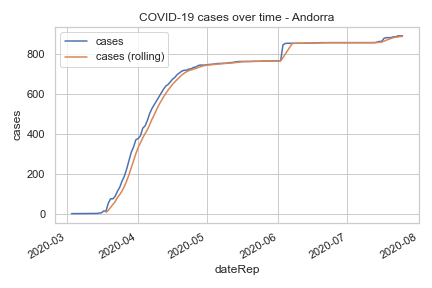 COVID-19 cases over time - Andorra
cases
cases (rolling)
800
600
400
200
0
cases
2020-03
2020-04
2020-05
2020-06
2020-07
2020-08
dateRep